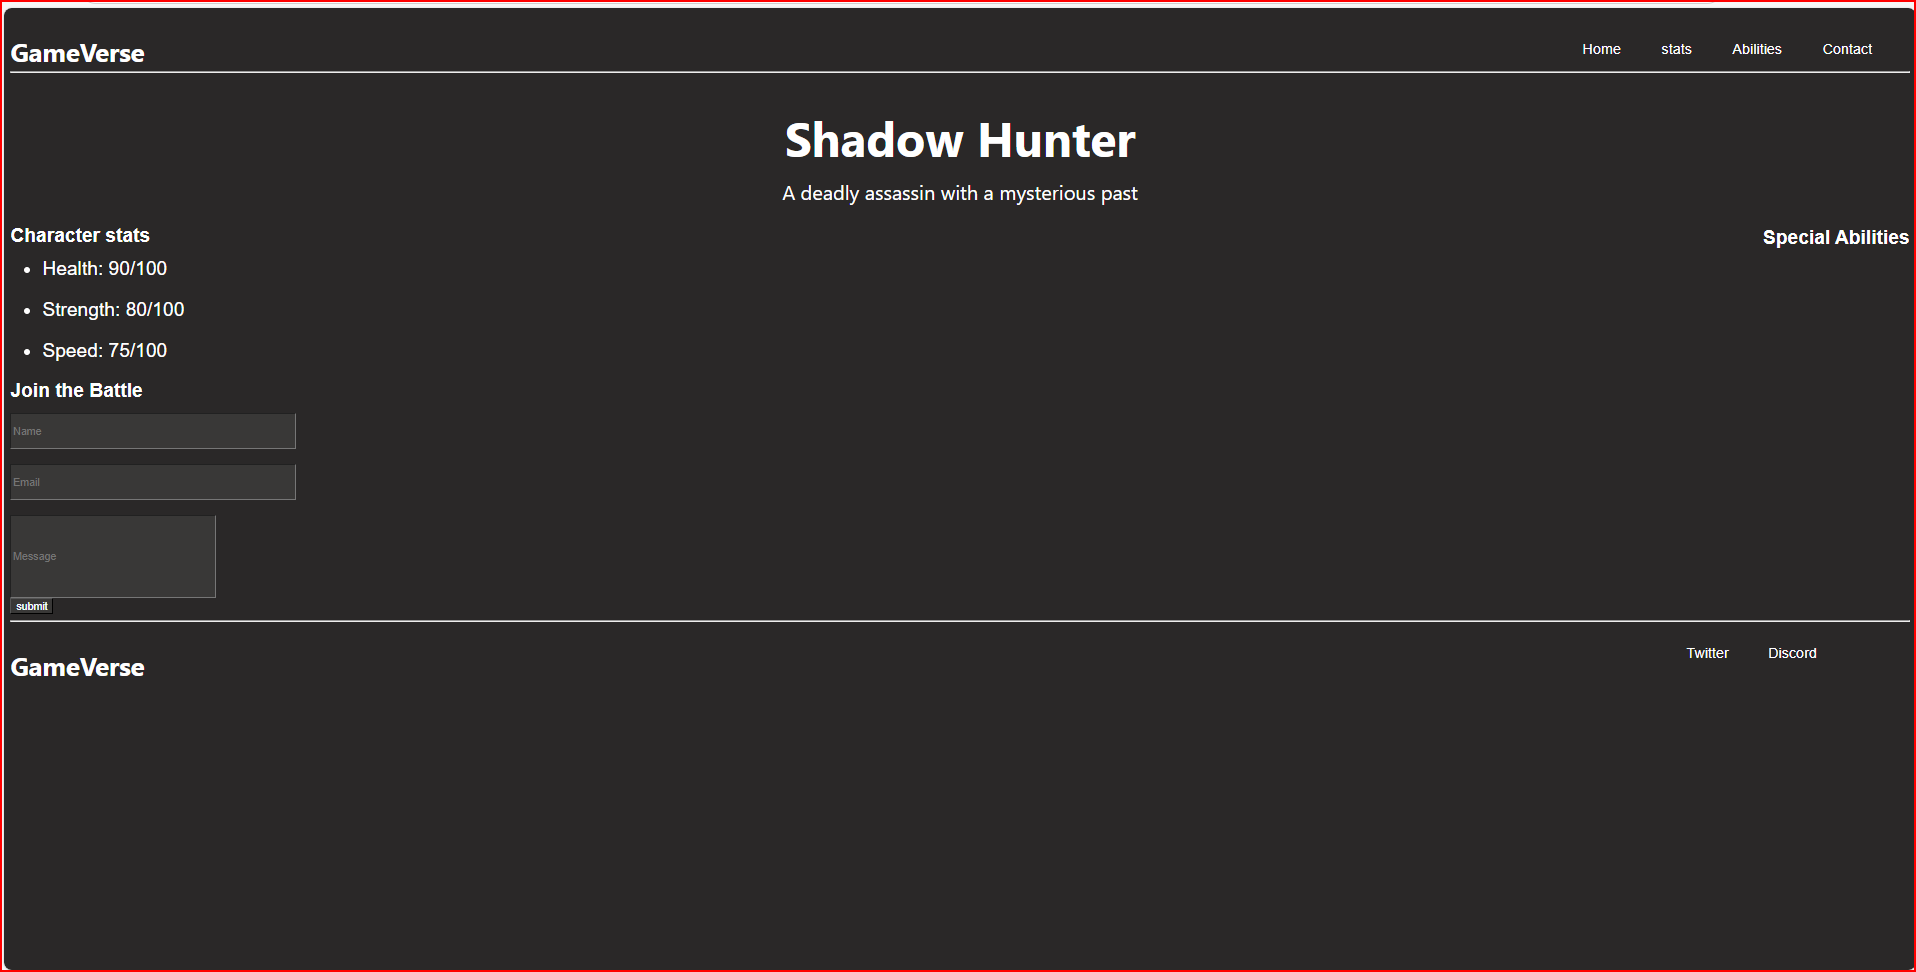 GameVerse
Home stats Abilities Contact
Shadow Hunter
A deadly assassin with a mysterious past
Character stats
Special Abilities
• Health: 90/100
• Strength: 80/100
• Speed: 75/100
Join the Battle
Name
Email
Message
submit
GameVerse
Twitter Discord